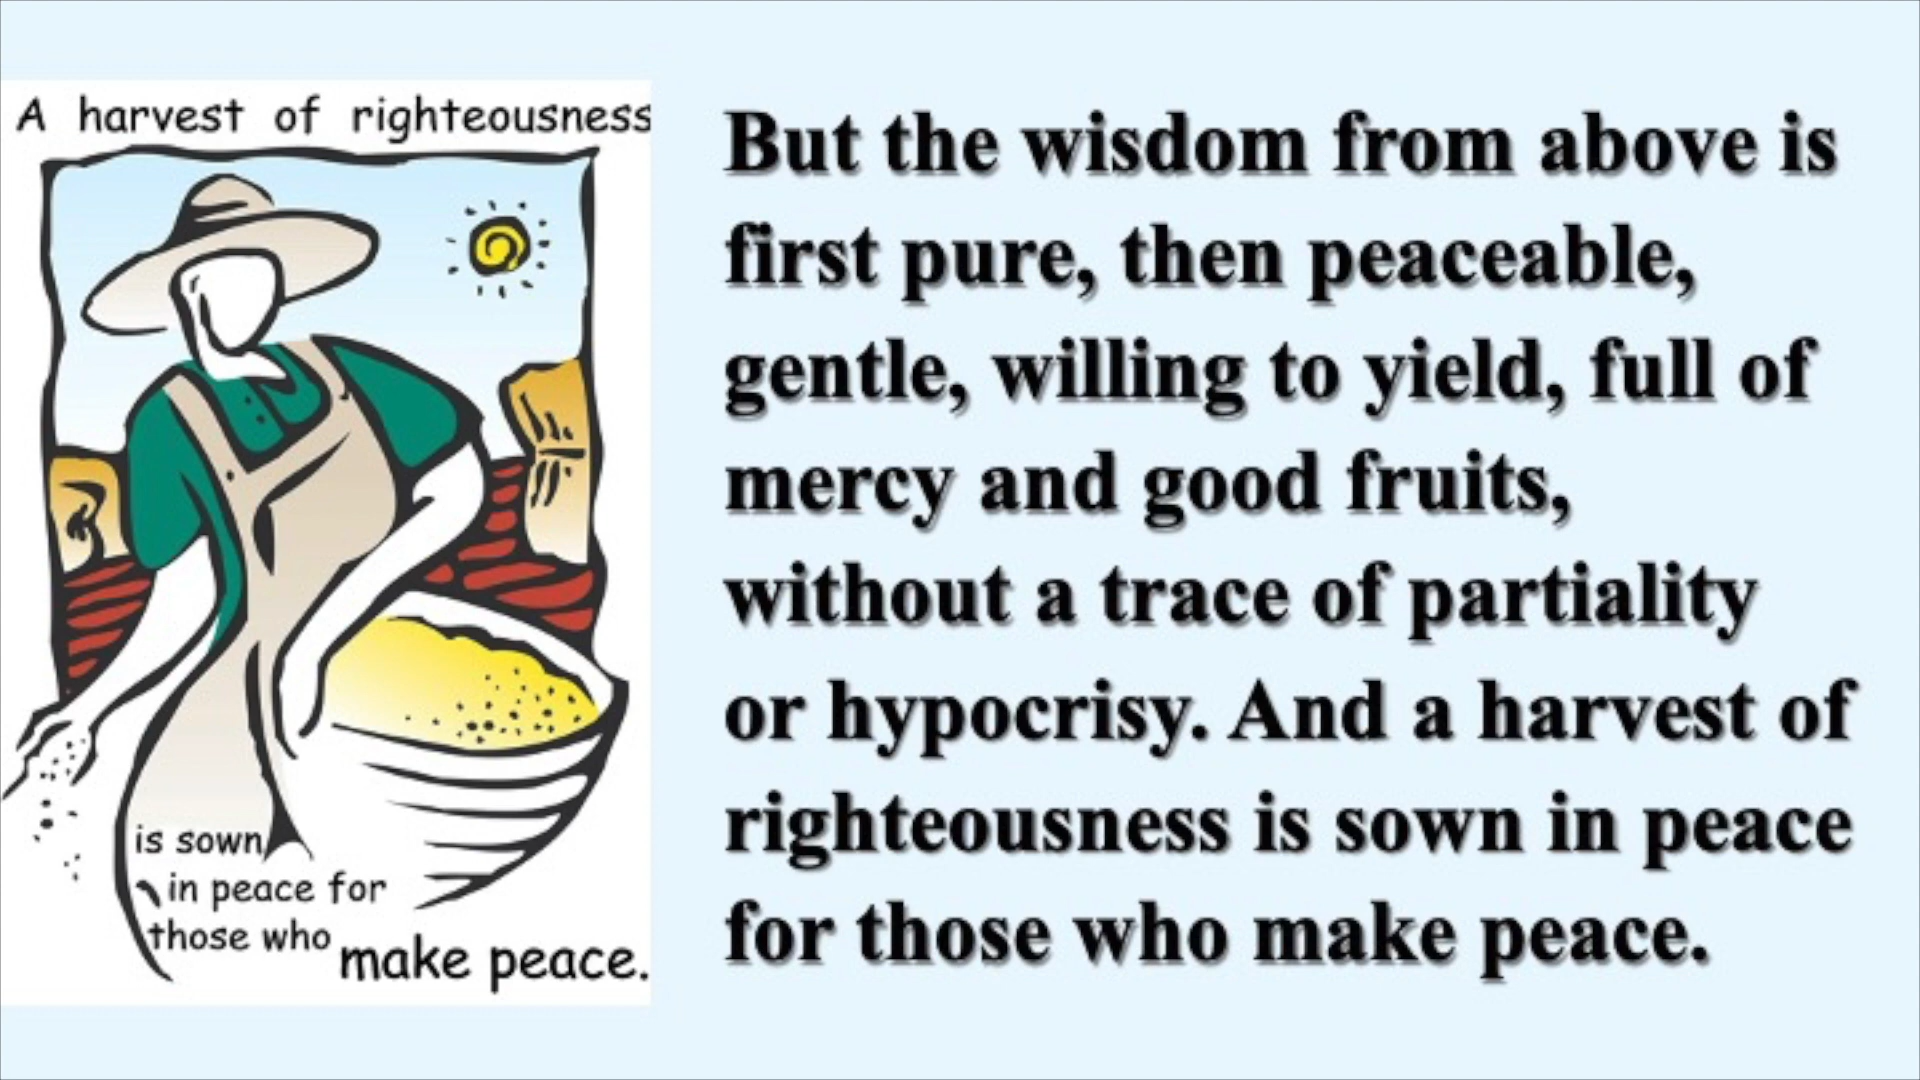 A harvest of righteousness
is sown
in peace for
those who
make peace.
But the wisdom from above is
first pure, then peaceable,
gentle, willing to yield, full of
mercy and good fruits,
without a trace of partiality
or hypocrisy. And a harvest of
righteousness is sown in peace
for those who make peace.